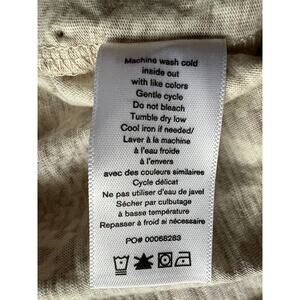 Machine wash cold
inside out
with like colors
Gentle cycle
Do not bleach
Tumble dry low
Cool iron if needed/
Laver à la machine
à l'eau froide
à l'envers
avec des couleurs similaires
Cycle délicat
Ne pas utiliser d'eau de javel
Sécher par culbutage
à basse température
Repasser à froid si nécessaire
PO# 00068283